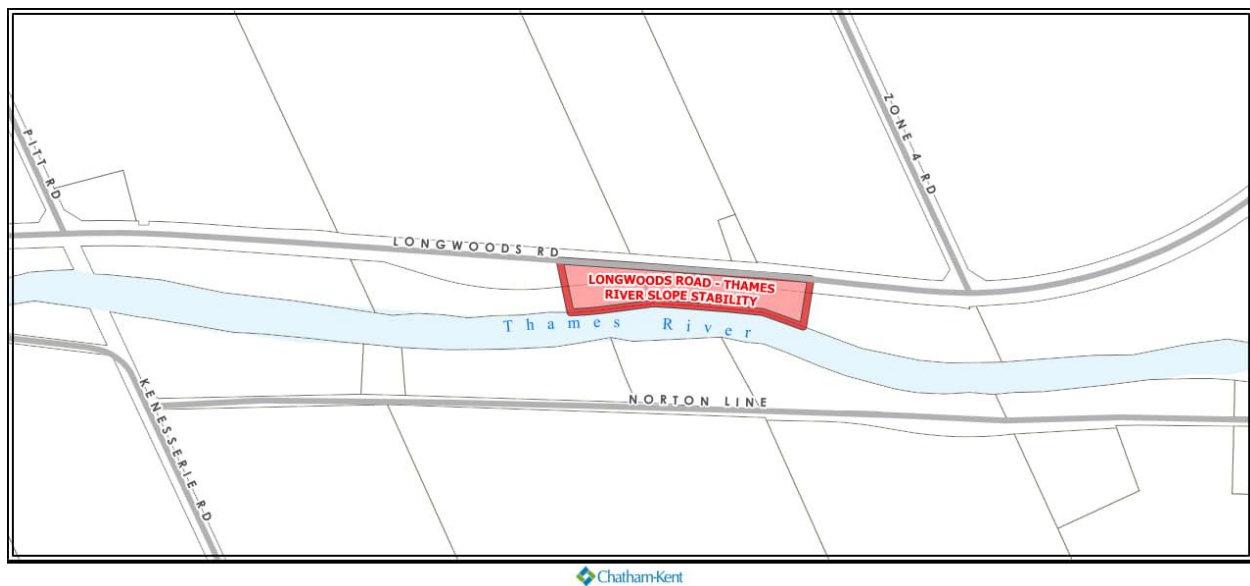 ZONE 4 RD
PITT RD
LONGWOODS RD
LONGWOODS ROAD - THAMES
RIVER SLOPE STABILITY
Thames River
KENESSERIE RD
NORTON LINE
Chatham-Kent